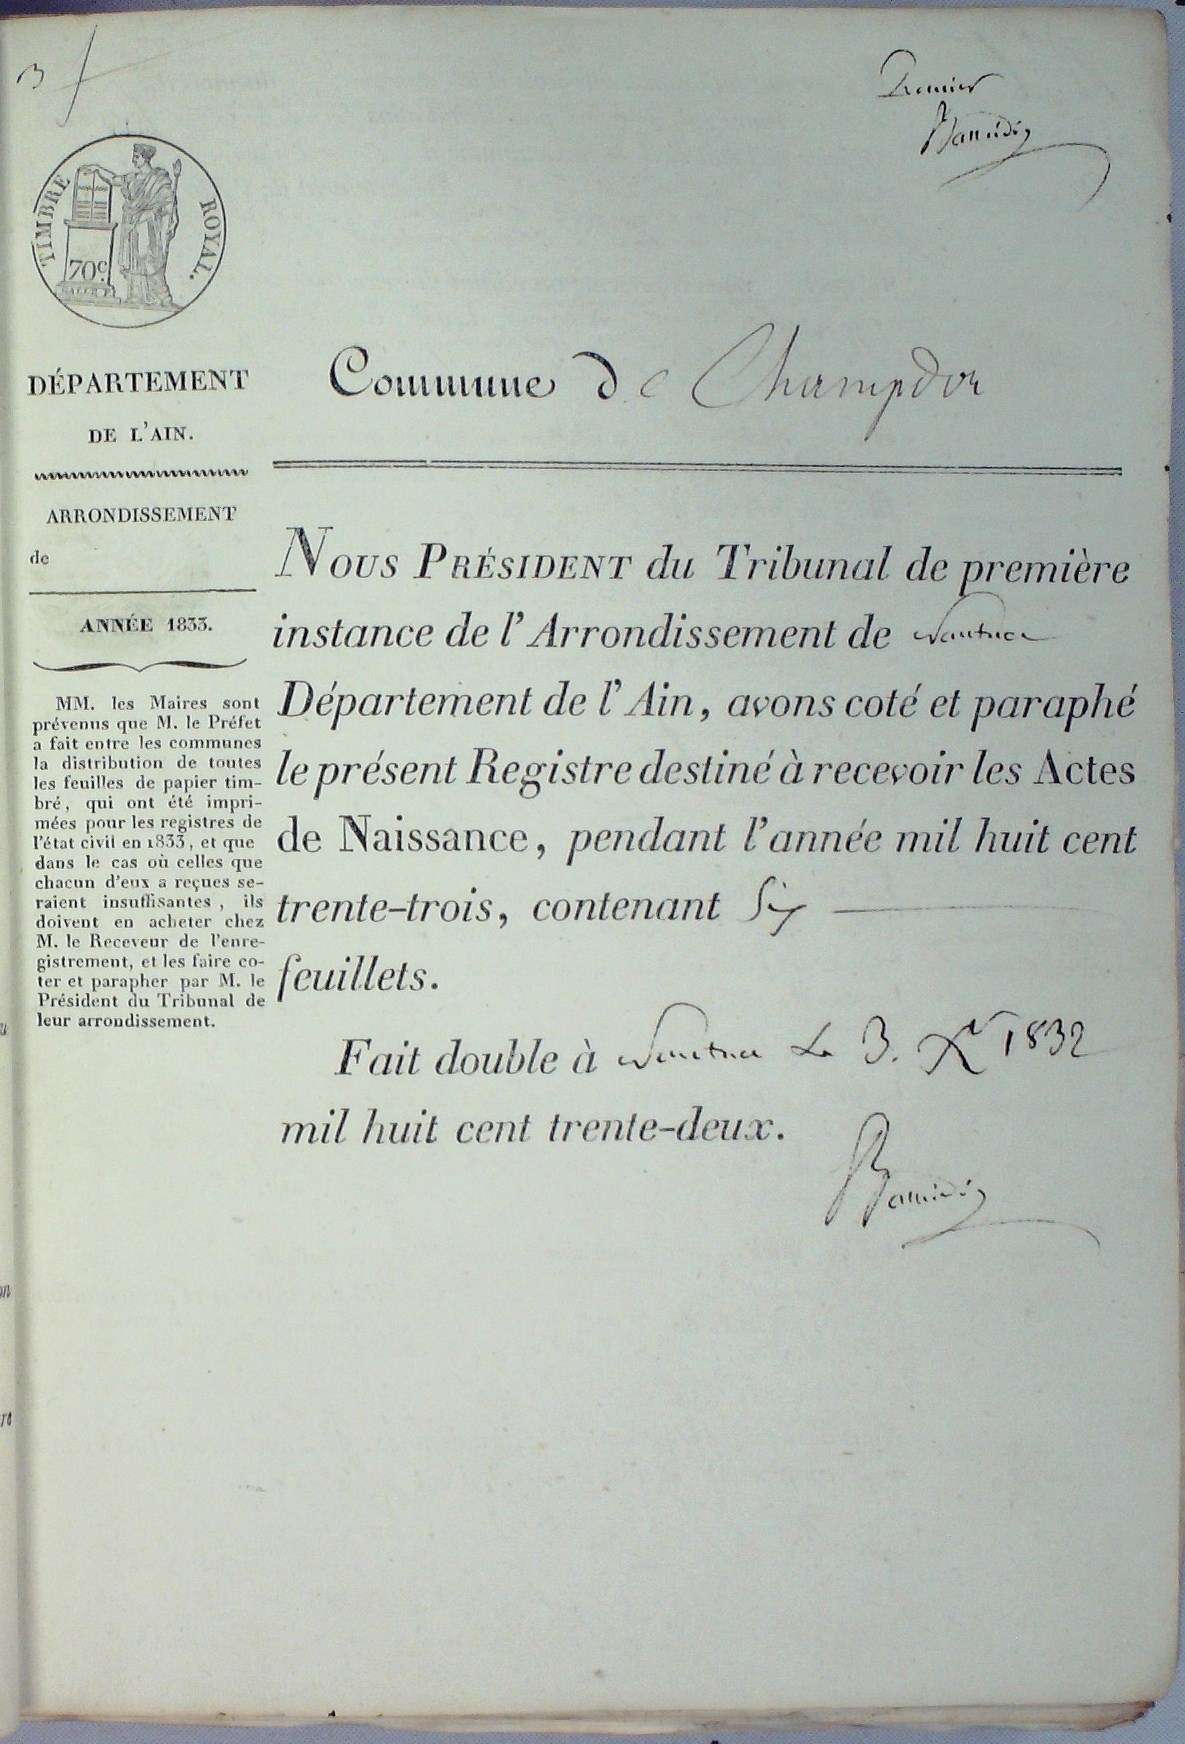 3
Premier
TIMBRE ROYAL.
70c
DÉPARTEMENT
DE L'AIN.
ARRONDISSEMENT
de
ANNÉE 1833.
MM. les Maires sont
prévenus que M. le Préfet
a fait entre les communes
la distribution de toutes
les feuilles de papier tim-
bré, qui ont été impri-
mées pour les registres de
l'état civil en 1833, et que
dans le cas où celles que
chacun d'eux a reçues se-
raient insuffisantes, ils
doivent en acheter chez
M. le Receveur de l'enre-
gistrement, et les faire co-
ter et parapher par M. le
Président du Tribunal de
leur arrondissement.
Commune de Champdor
NOUS PRÉSIDENT du Tribunal de première
instance de l'Arrondissement de Nantua
Département de l'Ain, avons coté et paraphé
le présent Registre destiné à recevoir les Actes
de Naissance, pendant l'année mil huit cent
trente-trois, contenant Six
feuillets.
Fait double à Nantua Le 3. Xr 1832
mil huit cent trente-deux.